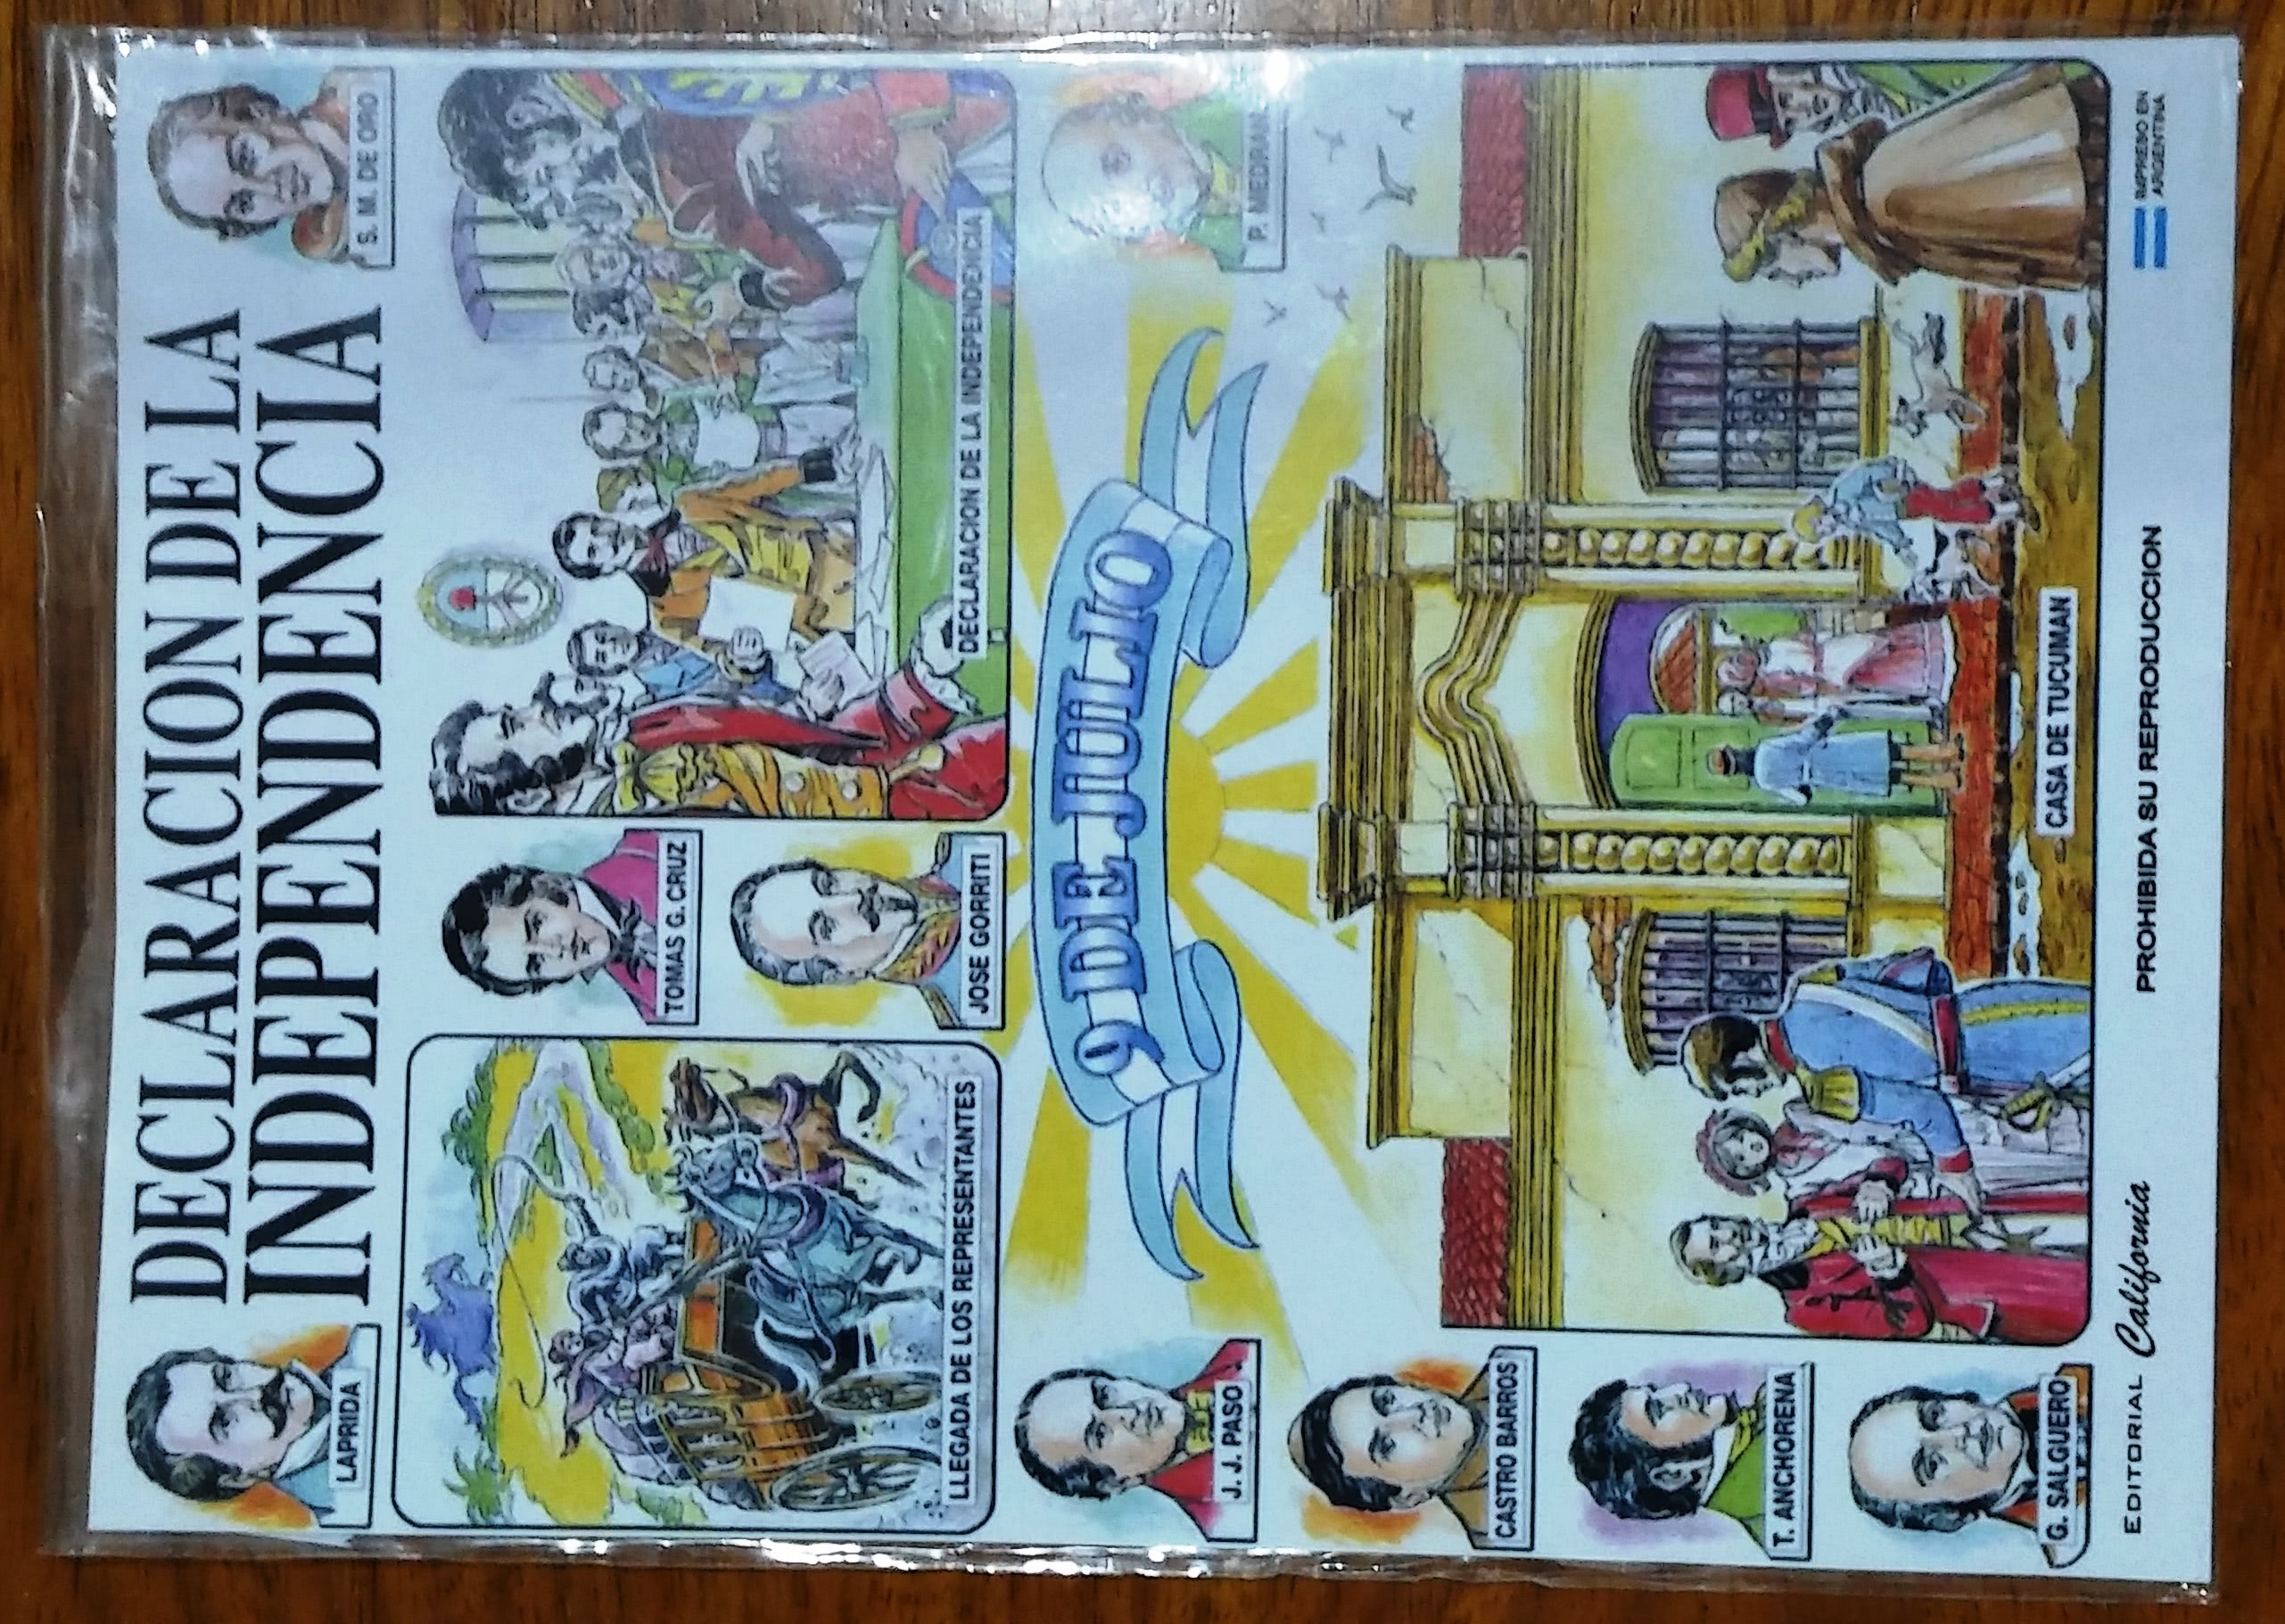 DECLARACION DE LA
INDEPENDENCIA
LAPRIDA
S. M. DE ORO
LLEGADA DE LOS REPRESENTANTES
TOMAS G. CRUZ
JOSE GORRITI
DECLARACION DE LA INDEPENDENCIA
9 DE JULIO
J. J. PASO
P. MEDRANO
CASTRO BARROS
T. ANCHORENA
G. SALGUERO
CASA DE TUCUMAN
EDITORIAL California
PROHIBIDA SU REPRODUCCION
IMPRESO EN
ARGENTINA